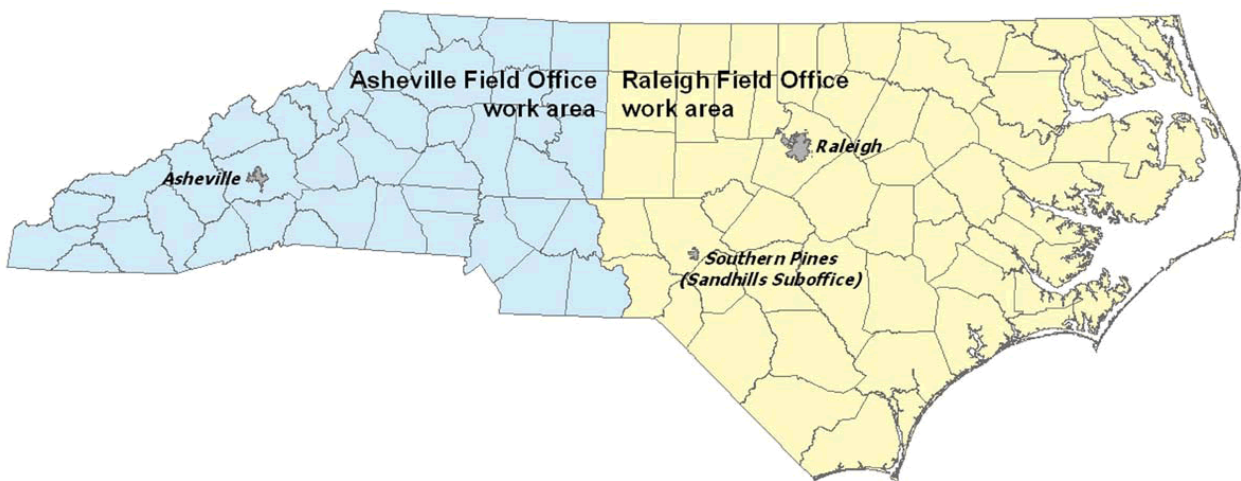 Asheville Field Office
work area
Raleigh Field Office
work area
Raleigh
Asheville
Southern Pines
(Sandhills Suboffice)